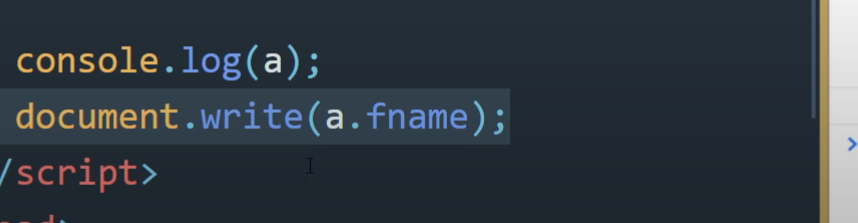 console.log(a);
document.write(a.fname);
/script>